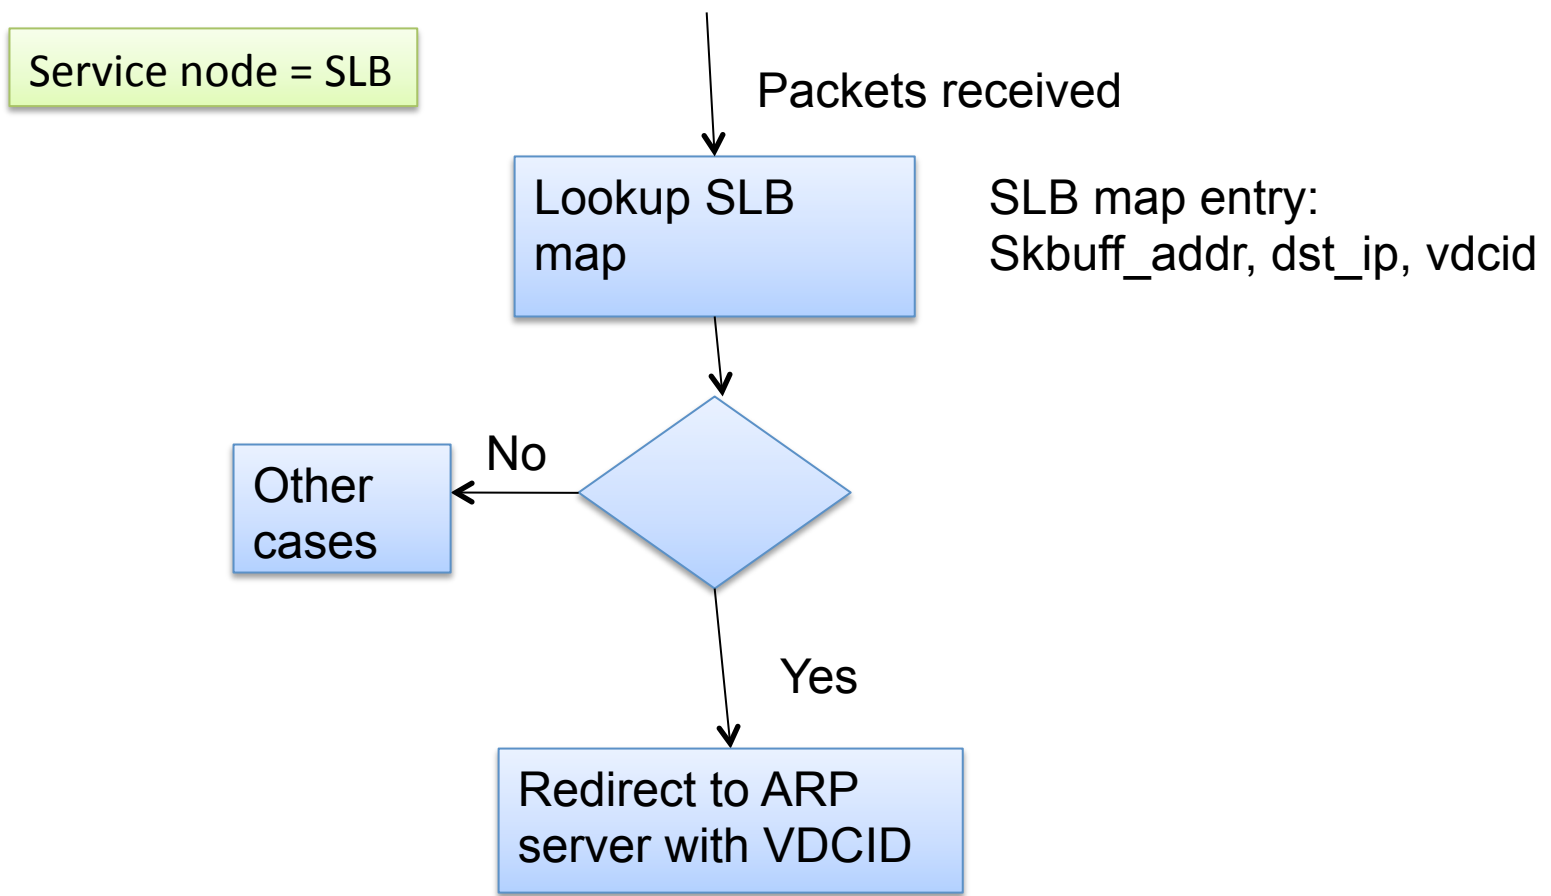 Service node = SLB
Packets received
Lookup SLB
map
SLB map entry:
Skbuff_addr, dst_ip, vdcid
No
Other
cases
Yes
Redirect to ARP
server with VDCID